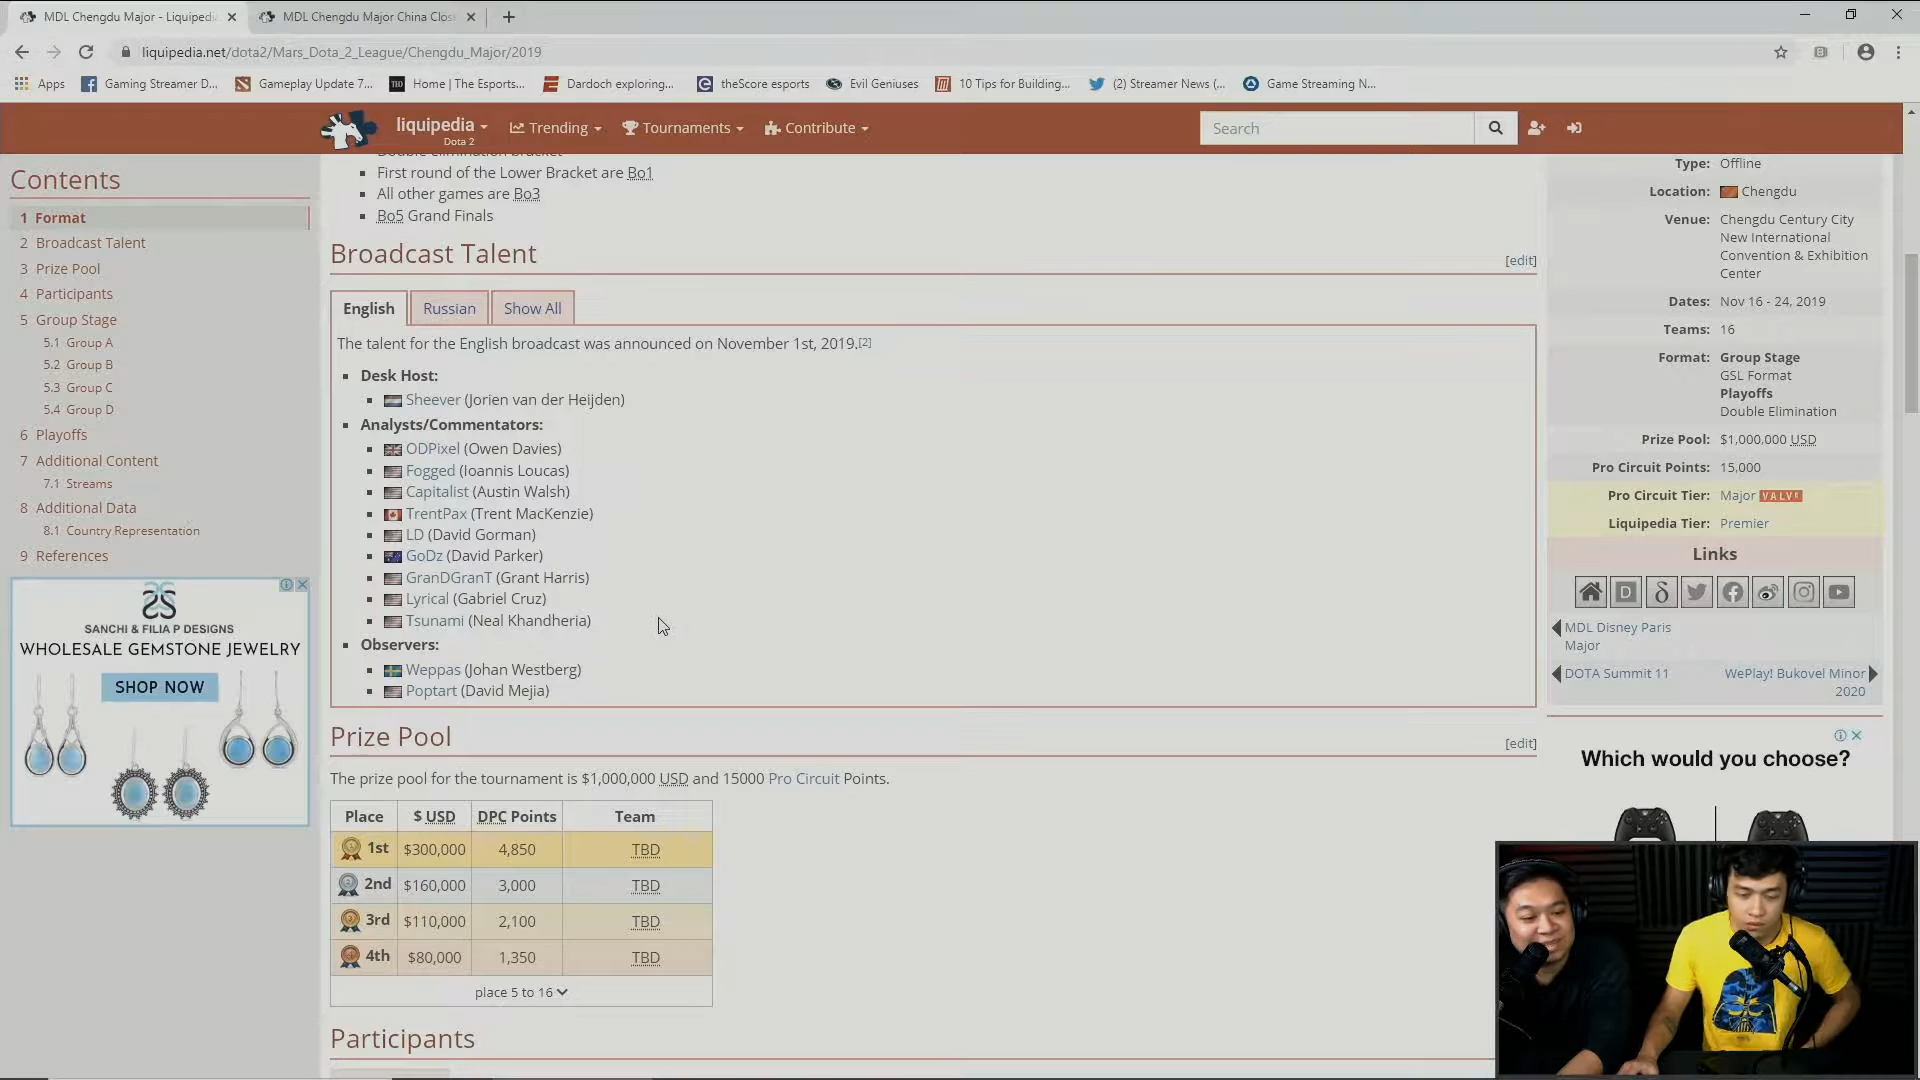 MDL Chengdu Major - Liquipedia
MDL Chengdu Major China Clos
liquipedia.net/dota2/Mars_Dota_2_League/Chengdu_Major/2019
Apps
Gaming Streamer D...
Gameplay Update 7...
Home | The Esports...
Dardoch exploring...
theScore esports
Evil Geniuses
10 Tips for Building...
(2) Streamer News (...
Game Streaming N...
liquipedia
Dota 2
Trending
Tournaments
Contribute
Search
Contents
1 Format
2 Broadcast Talent
3 Prize Pool
4 Participants
5 Group Stage
5.1 Group A
5.2 Group B
5.3 Group C
5.4 Group D
6 Playoffs
7 Additional Content
7.1 Streams
8 Additional Data
8.1 Country Representation
9 References
SANCHI & FILIA P DESIGNS
WHOLESALE GEMSTONE JEWELRY
SHOP NOW
Double elimination bracket
First round of the Lower Bracket are Bo1
All other games are Bo3
Bo5 Grand Finals
Broadcast Talent
[edit]
English
Russian
Show All
The talent for the English broadcast was announced on November 1st, 2019.[2]
Desk Host:
Sheever (Jorien van der Heijden)
Analysts/Commentators:
ODPixel (Owen Davies)
Fogged (Ioannis Loucas)
Capitalist (Austin Walsh)
TrentPax (Trent MacKenzie)
LD (David Gorman)
GoDz (David Parker)
GranDGranT (Grant Harris)
Lyrical (Gabriel Cruz)
Tsunami (Neal Khandheria)
Observers:
Weppas (Johan Westberg)
Poptart (David Mejia)
Prize Pool
[edit]
The prize pool for the tournament is $1,000,000 USD and 15000 Pro Circuit Points.
Place $ USD DPC Points Team
1st $300,000 4,850 TBD
2nd $160,000 3,000 TBD
3rd $110,000 2,100 TBD
4th $80,000 1,350 TBD
place 5 to 16
Participants
Type: Offline
Location: Chengdu
Venue: Chengdu Century City
New International
Convention & Exhibition
Center
Dates: Nov 16 - 24, 2019
Teams: 16
Format: Group Stage
GSL Format
Playoffs
Double Elimination
Prize Pool: $1,000,000 USD
Pro Circuit Points: 15,000
Pro Circuit Tier: Major VALVE
Liquipedia Tier: Premier
Links
MDL Disney Paris
Major
DOTA Summit 11
WePlay! Bukovel Minor
2020
Which would you choose?